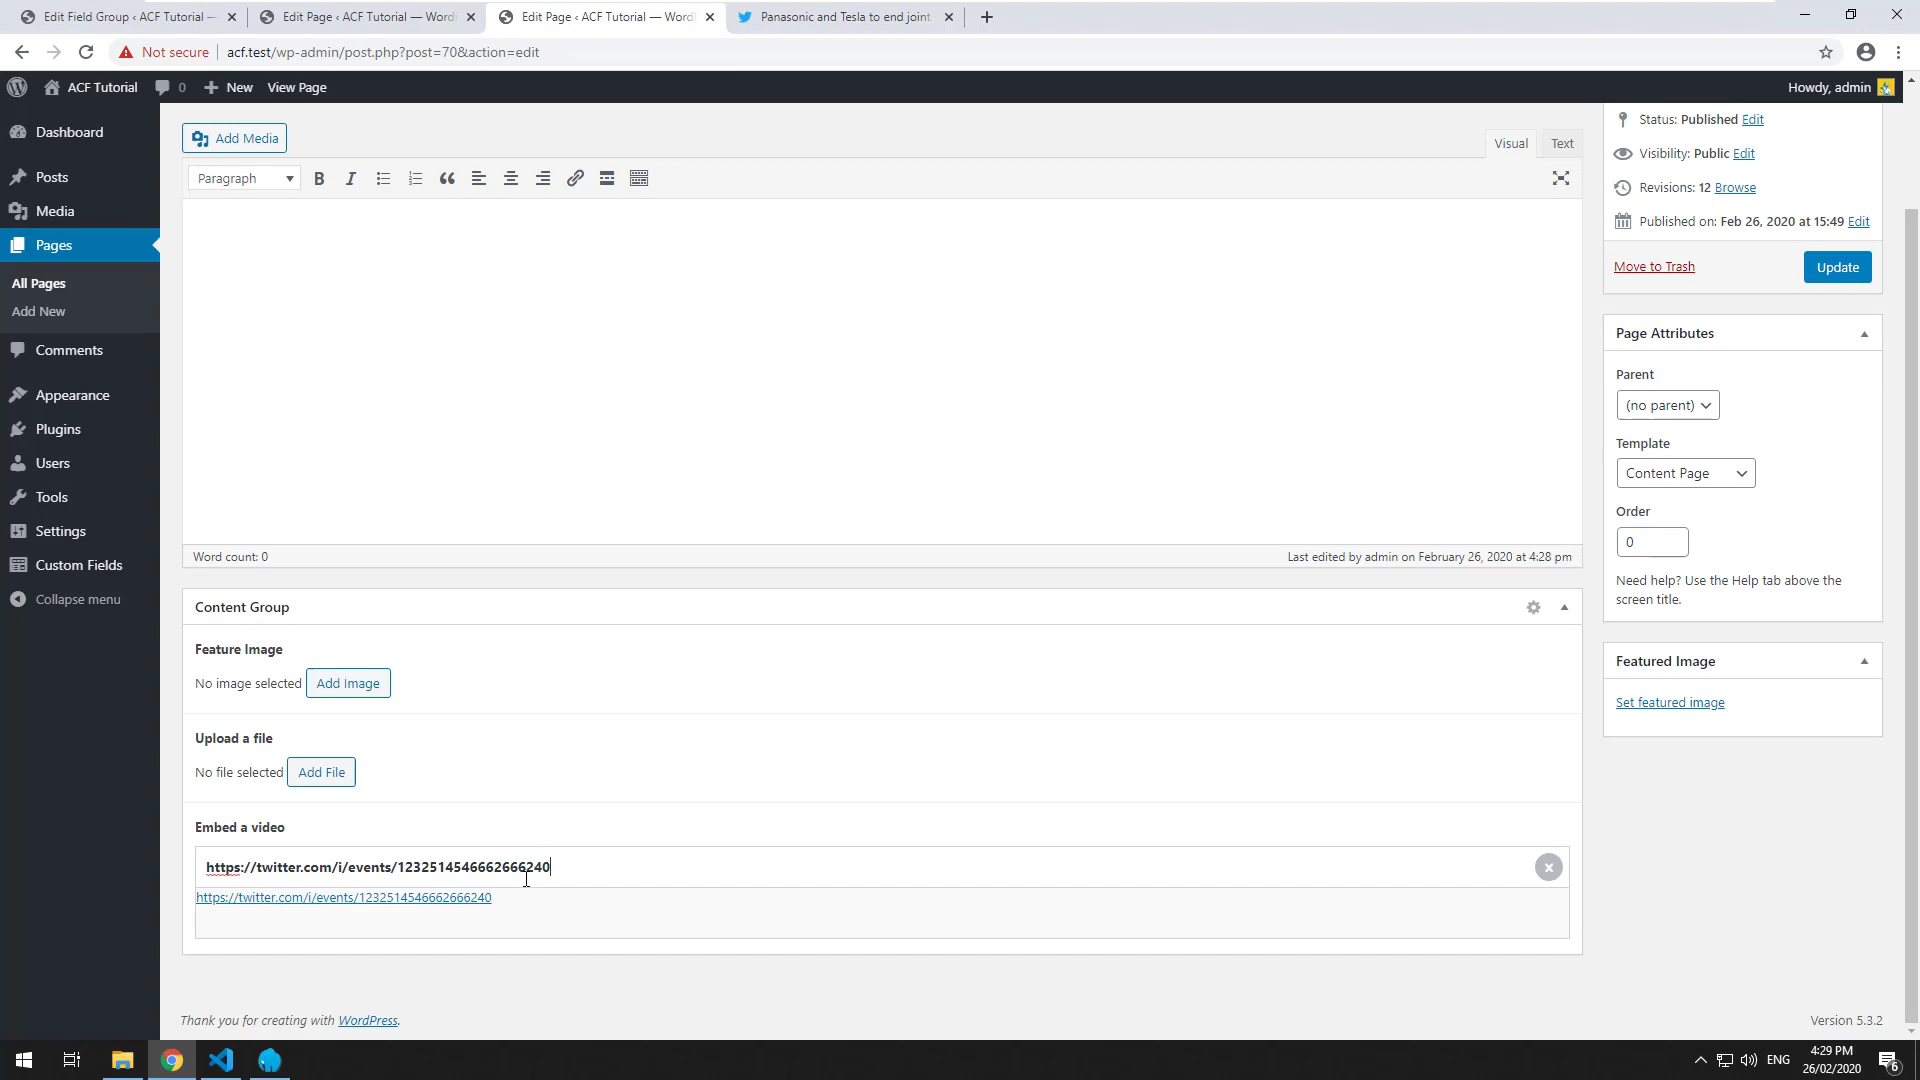 Edit Field Group ‹ ACF Tutorial —
Edit Page ‹ ACF Tutorial — Word
Edit Page ‹ ACF Tutorial — Word
Panasonic and Tesla to end joint
Not secure
acf.test/wp-admin/post.php?post=70&action=edit
ACF Tutorial
0
New
View Page
Howdy, admin
Dashboard
Posts
Media
Pages
All Pages
Add New
Comments
Appearance
Plugins
Users
Tools
Settings
Custom Fields
Collapse menu
Add Media
Visual
Text
Paragraph
B
I
Word count: 0
Last edited by admin on February 26, 2020 at 4:28 pm
Content Group
Feature Image
No image selected
Add Image
Upload a file
No file selected
Add File
Embed a video
https://twitter.com/i/events/1232514546662666240
https://twitter.com/i/events/1232514546662666240
Status: Published Edit
Visibility: Public Edit
Revisions: 12 Browse
Published on: Feb 26, 2020 at 15:49 Edit
Move to Trash
Update
Page Attributes
Parent
(no parent)
Template
Content Page
Order
0
Need help? Use the Help tab above the
screen title.
Featured Image
Set featured image
Thank you for creating with WordPress.
Version 5.3.2
ENG
4:29 PM
26/02/2020
6